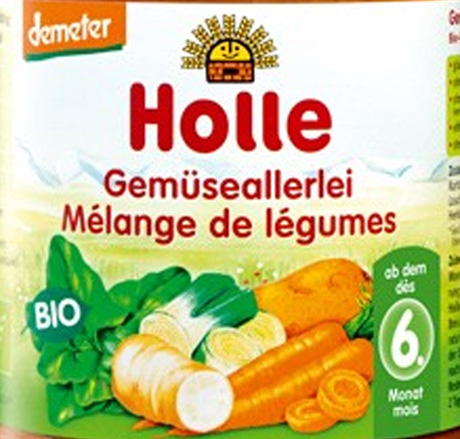 demeter
Holle
Gemüseallerlei
Mélange de légumes
BIO
ab dem
dès
6.
Monat
mois